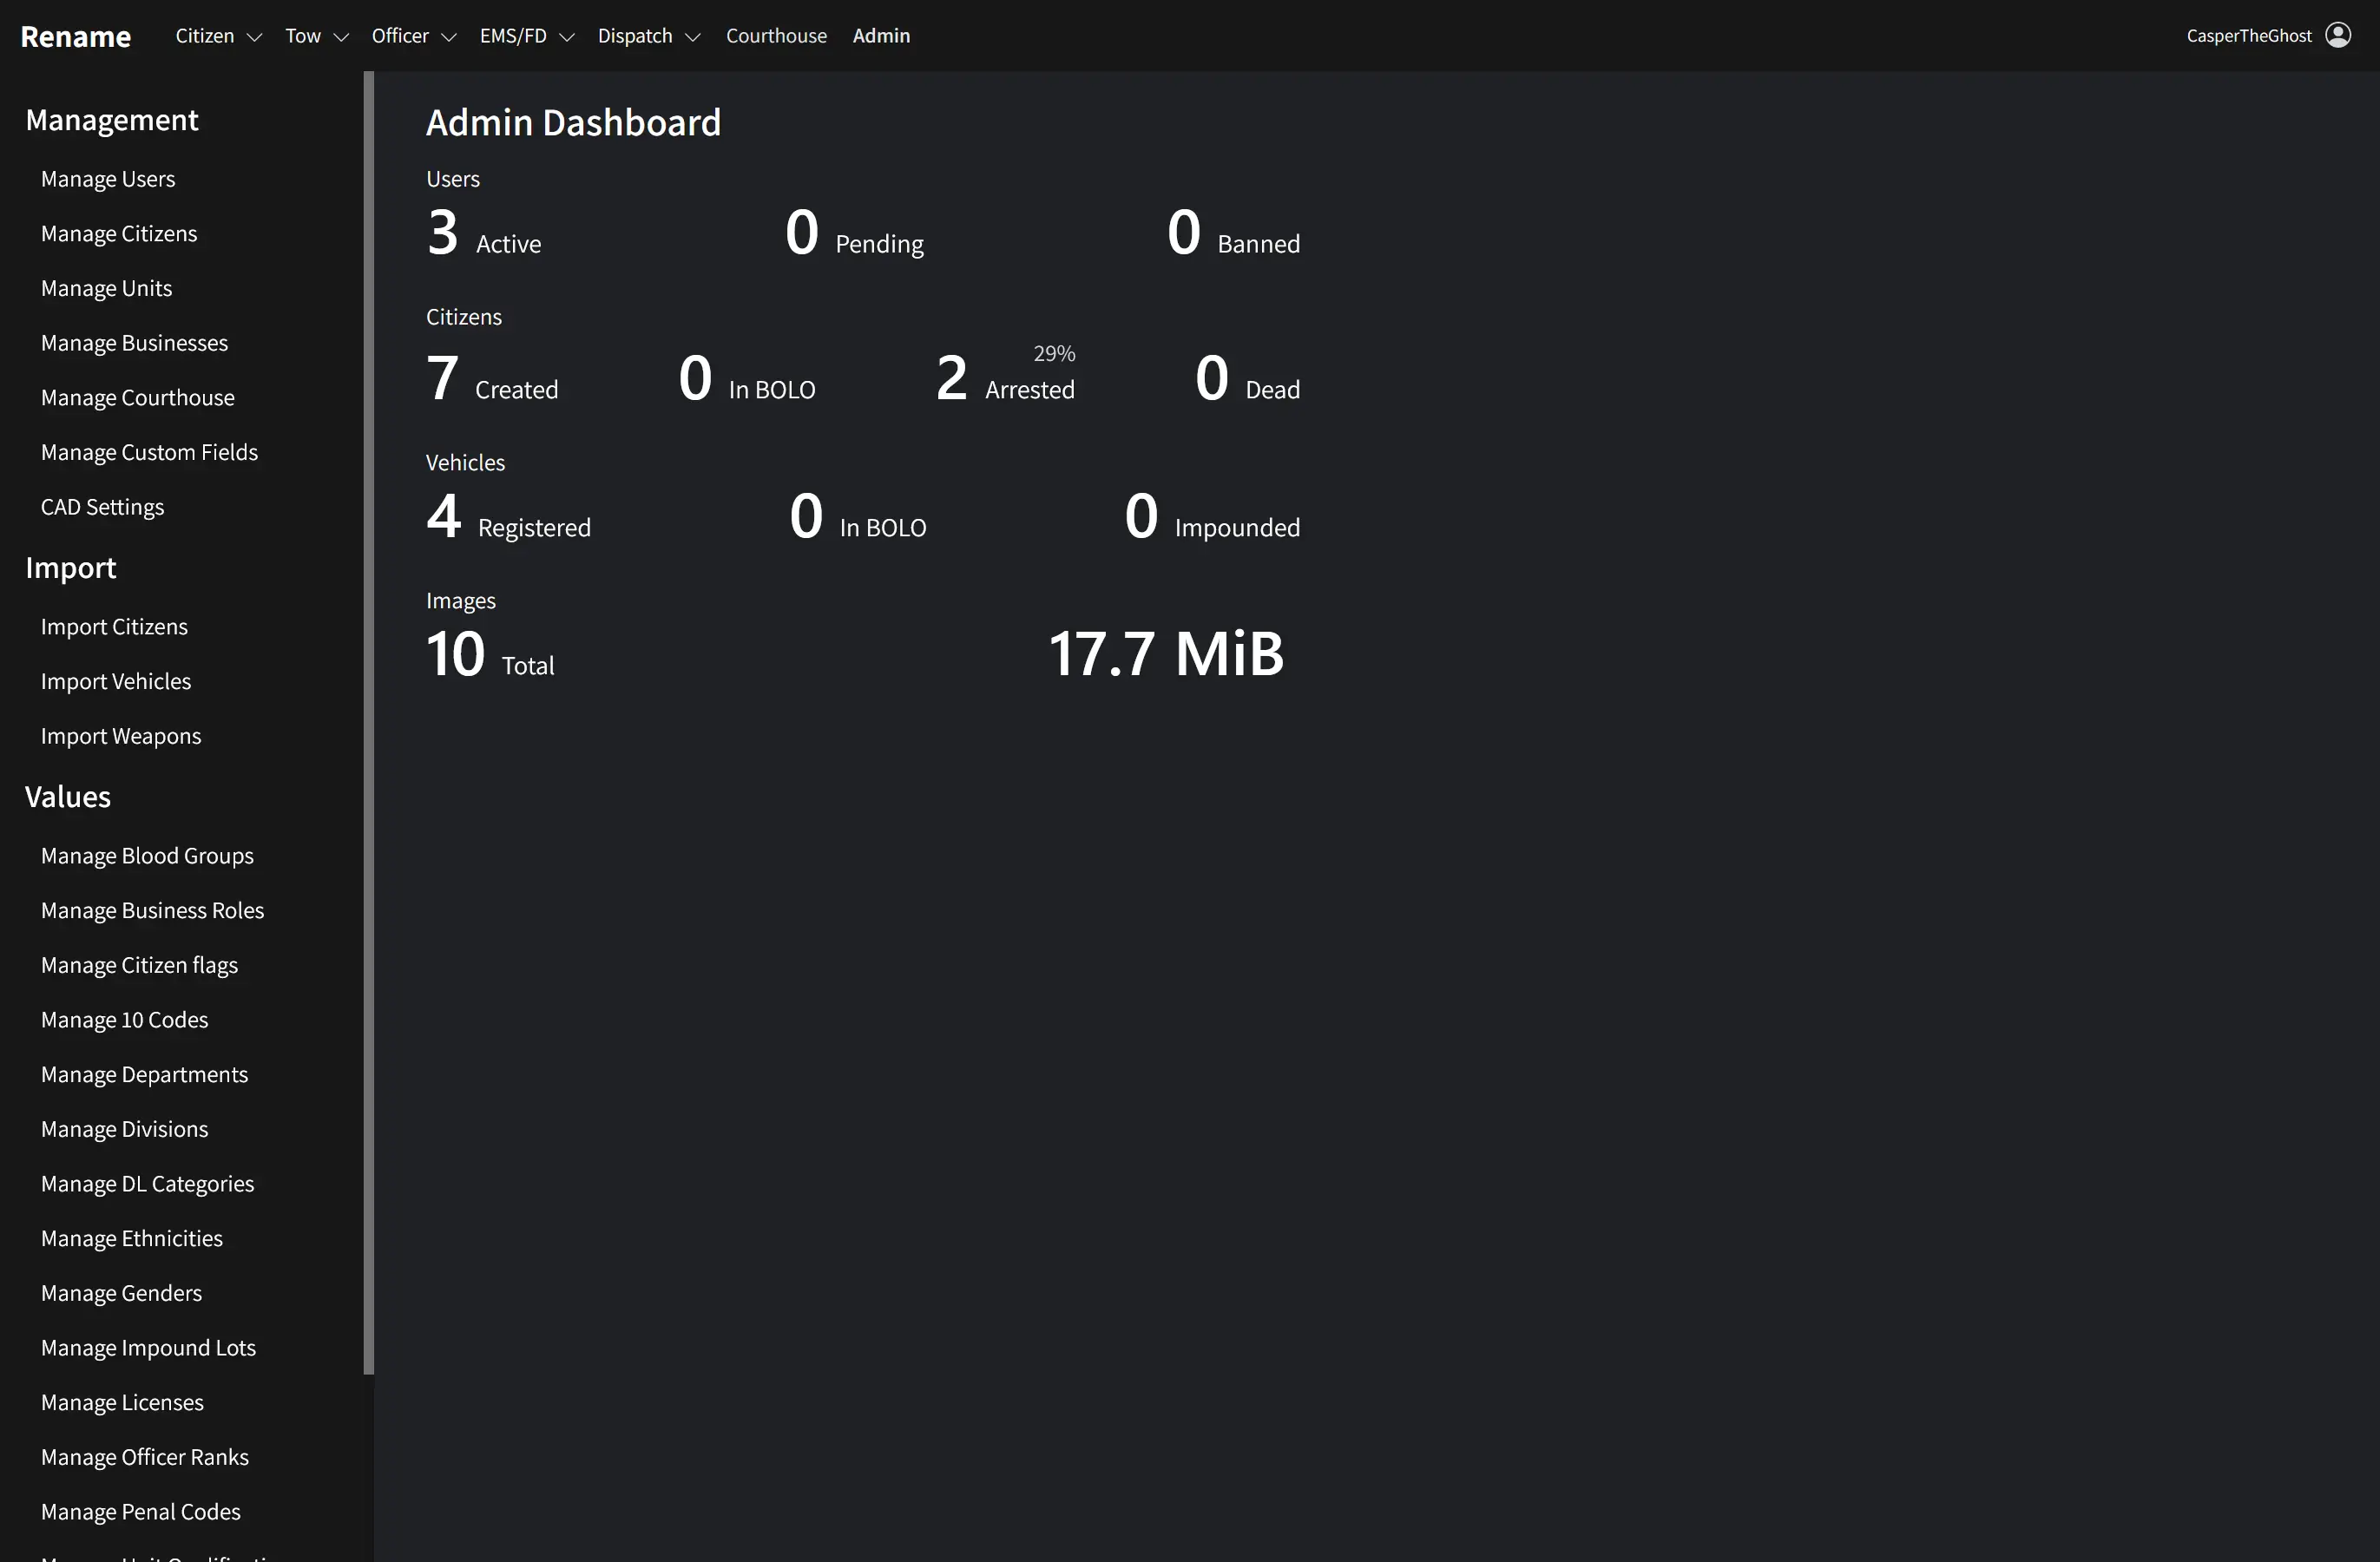 Rename Citizen Tow Officer EMS/FD Dispatch Courthouse Admin CasperTheGhost
Management
Manage Users
Manage Citizens
Manage Units
Manage Businesses
Manage Courthouse
Manage Custom Fields
CAD Settings
Import
Import Citizens
Import Vehicles
Import Weapons
Values
Manage Blood Groups
Manage Business Roles
Manage Citizen flags
Manage 10 Codes
Manage Departments
Manage Divisions
Manage DL Categories
Manage Ethnicities
Manage Genders
Manage Impound Lots
Manage Licenses
Manage Officer Ranks
Manage Penal Codes
Admin Dashboard
Users
3 Active 0 Pending 0 Banned
Citizens
29%
7 Created 0 In BOLO 2 Arrested 0 Dead
Vehicles
4 Registered 0 In BOLO 0 Impounded
Images
10 Total 17.7 MiB